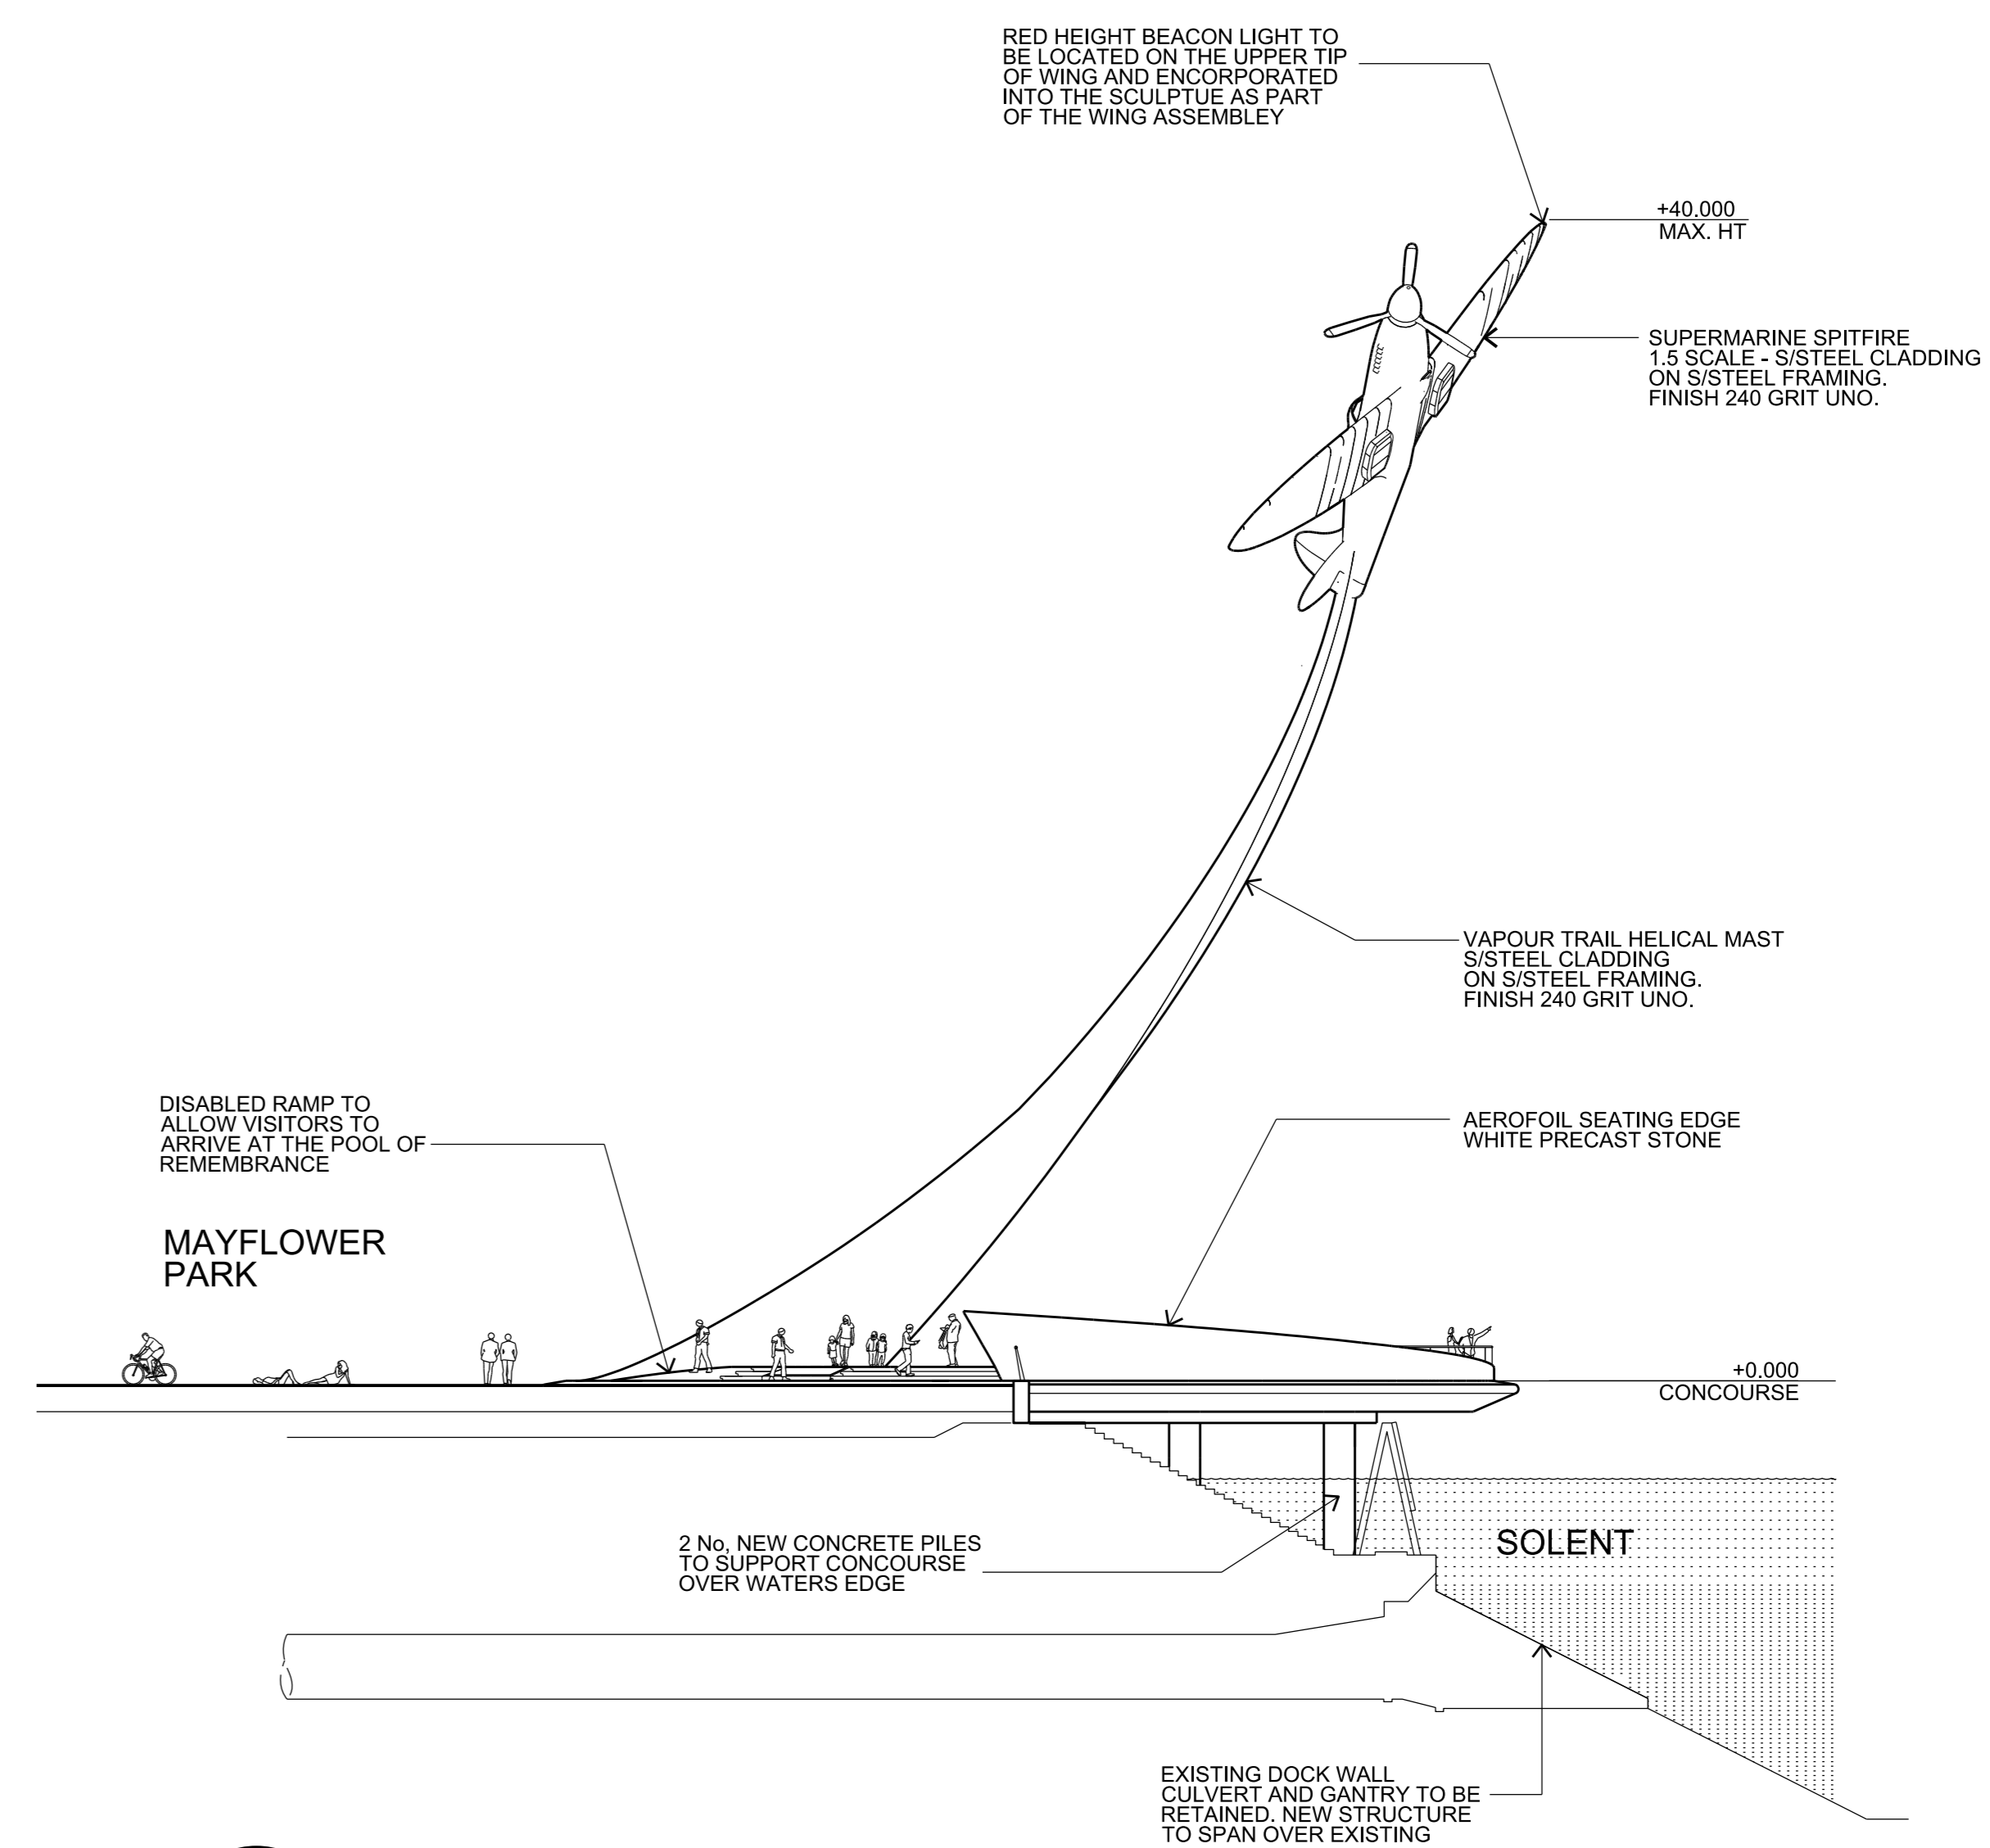 RED HEIGHT BEACON LIGHT TO
BE LOCATED ON THE UPPER TIP
OF WING AND ENCORPORATED
INTO THE SCULPTUE AS PART
OF THE WING ASSEMBLEY
+40.000
MAX. HT
SUPERMARINE SPITFIRE
1.5 SCALE - S/STEEL CLADDING
ON S/STEEL FRAMING.
FINISH 240 GRIT UNO.
VAPOUR TRAIL HELICAL MAST
S/STEEL CLADDING
ON S/STEEL FRAMING.
FINISH 240 GRIT UNO.
DISABLED RAMP TO
ALLOW VISITORS TO
ARRIVE AT THE POOL OF
REMEMBRANCE
AEROFOIL SEATING EDGE
WHITE PRECAST STONE
MAYFLOWER
PARK
+0.000
CONCOURSE
2 No, NEW CONCRETE PILES
TO SUPPORT CONCOURSE
OVER WATERS EDGE
SOLENT
EXISTING DOCK WALL
CULVERT AND GANTRY TO BE
RETAINED. NEW STRUCTURE
TO SPAN OVER EXISTING